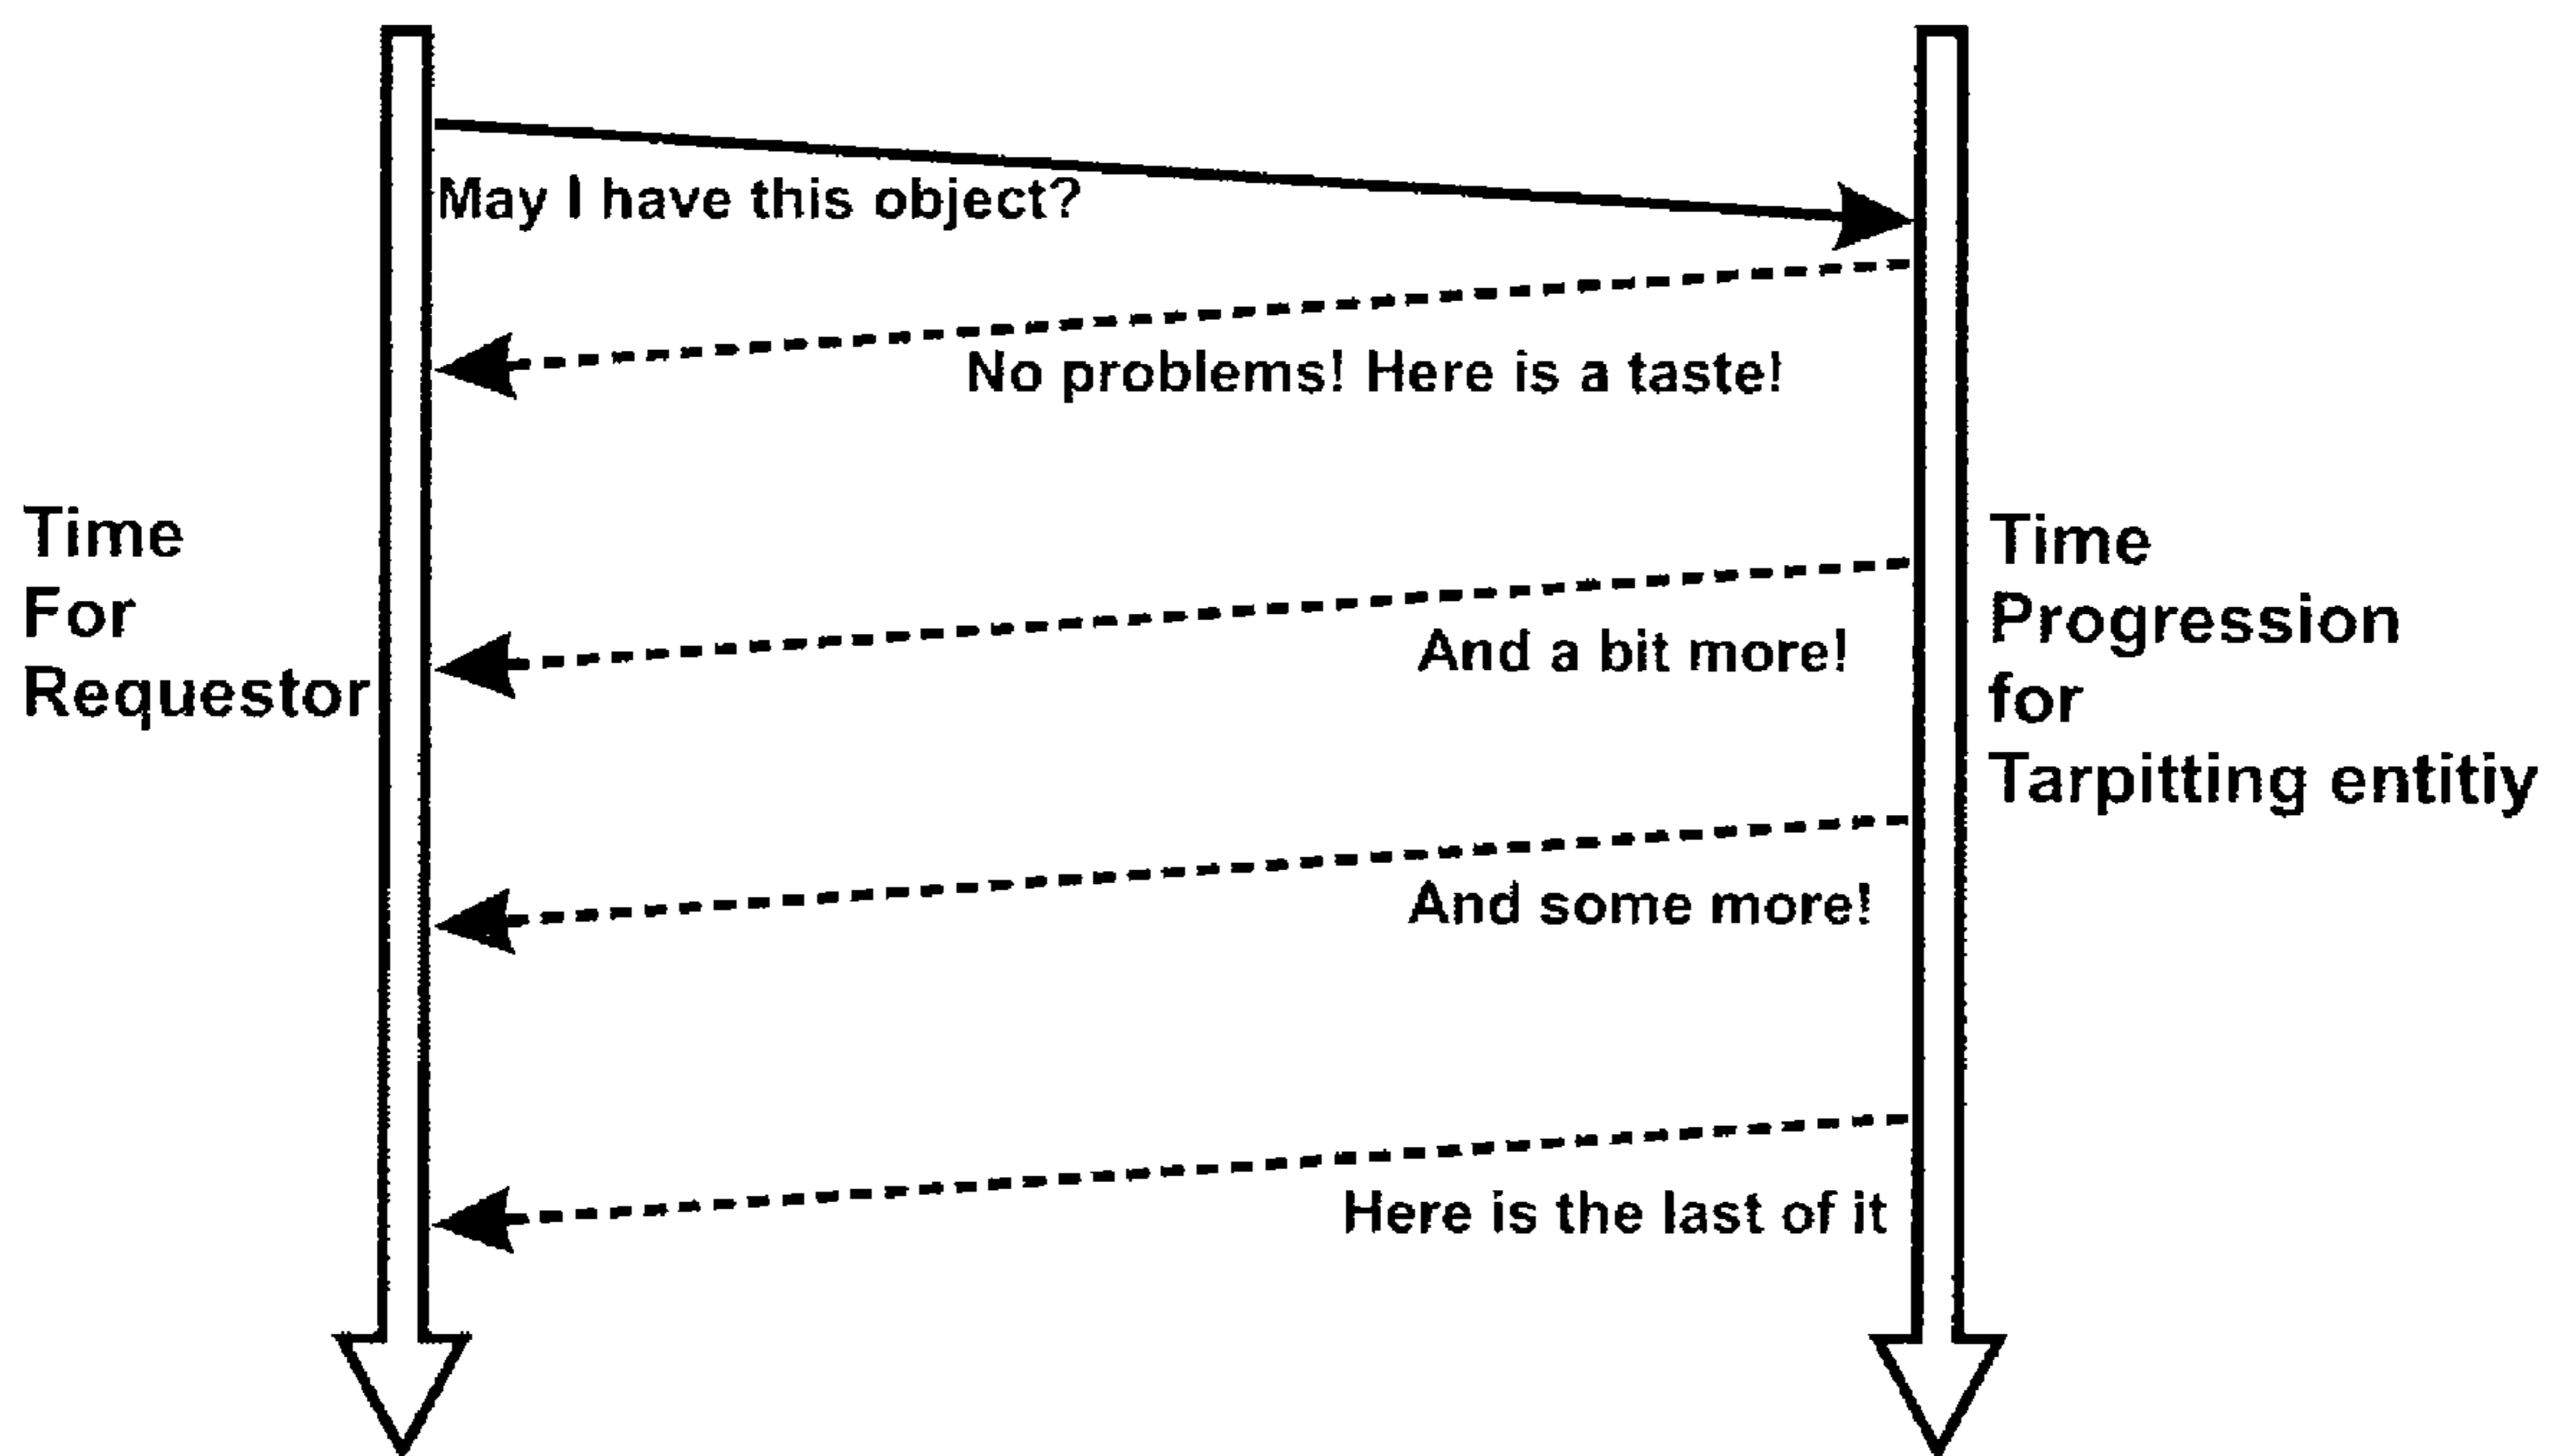 May I have this object?
No problems! Here is a taste!
Time
For
Requestor
Time
Progression
for
Tarpitting entitiy
And a bit more!
And some more!
Here is the last of it